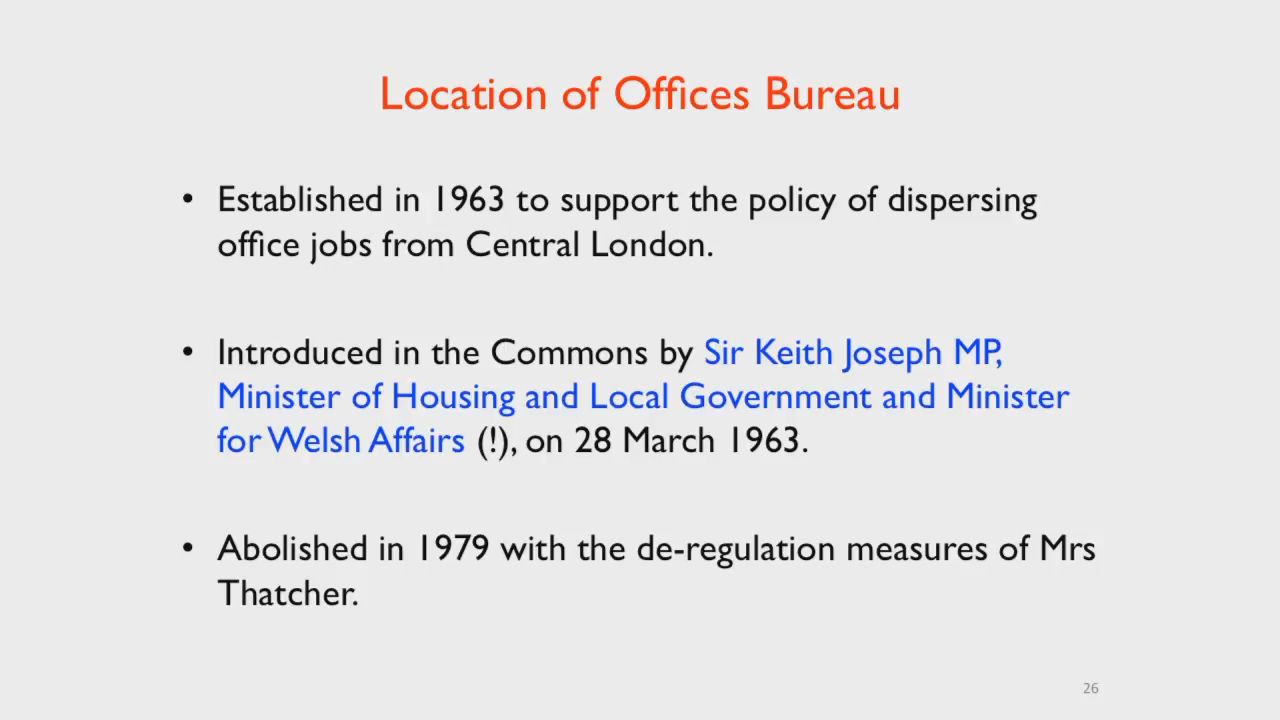 Location of Offices Bureau
• Established in 1963 to support the policy of dispersing
office jobs from Central London.
• Introduced in the Commons by Sir Keith Joseph MP,
Minister of Housing and Local Government and Minister
for Welsh Affairs (!), on 28 March 1963.
• Abolished in 1979 with the de-regulation measures of Mrs
Thatcher.
26